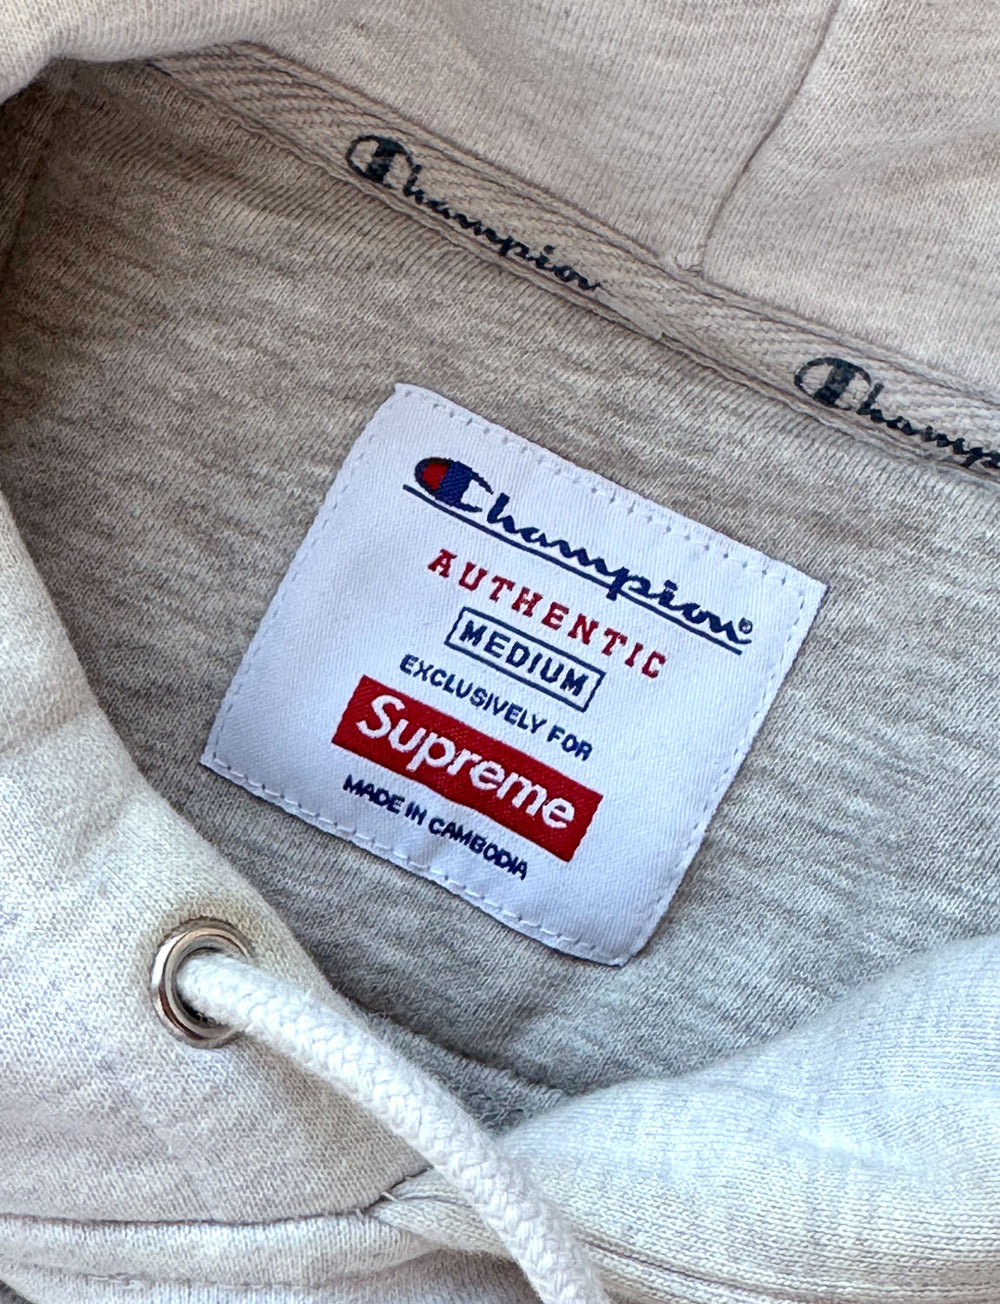 Champion
Champion
Champion®
AUTHENTIC
MEDIUM
EXCLUSIVELY FOR
Supreme
MADE IN CAMBODIA